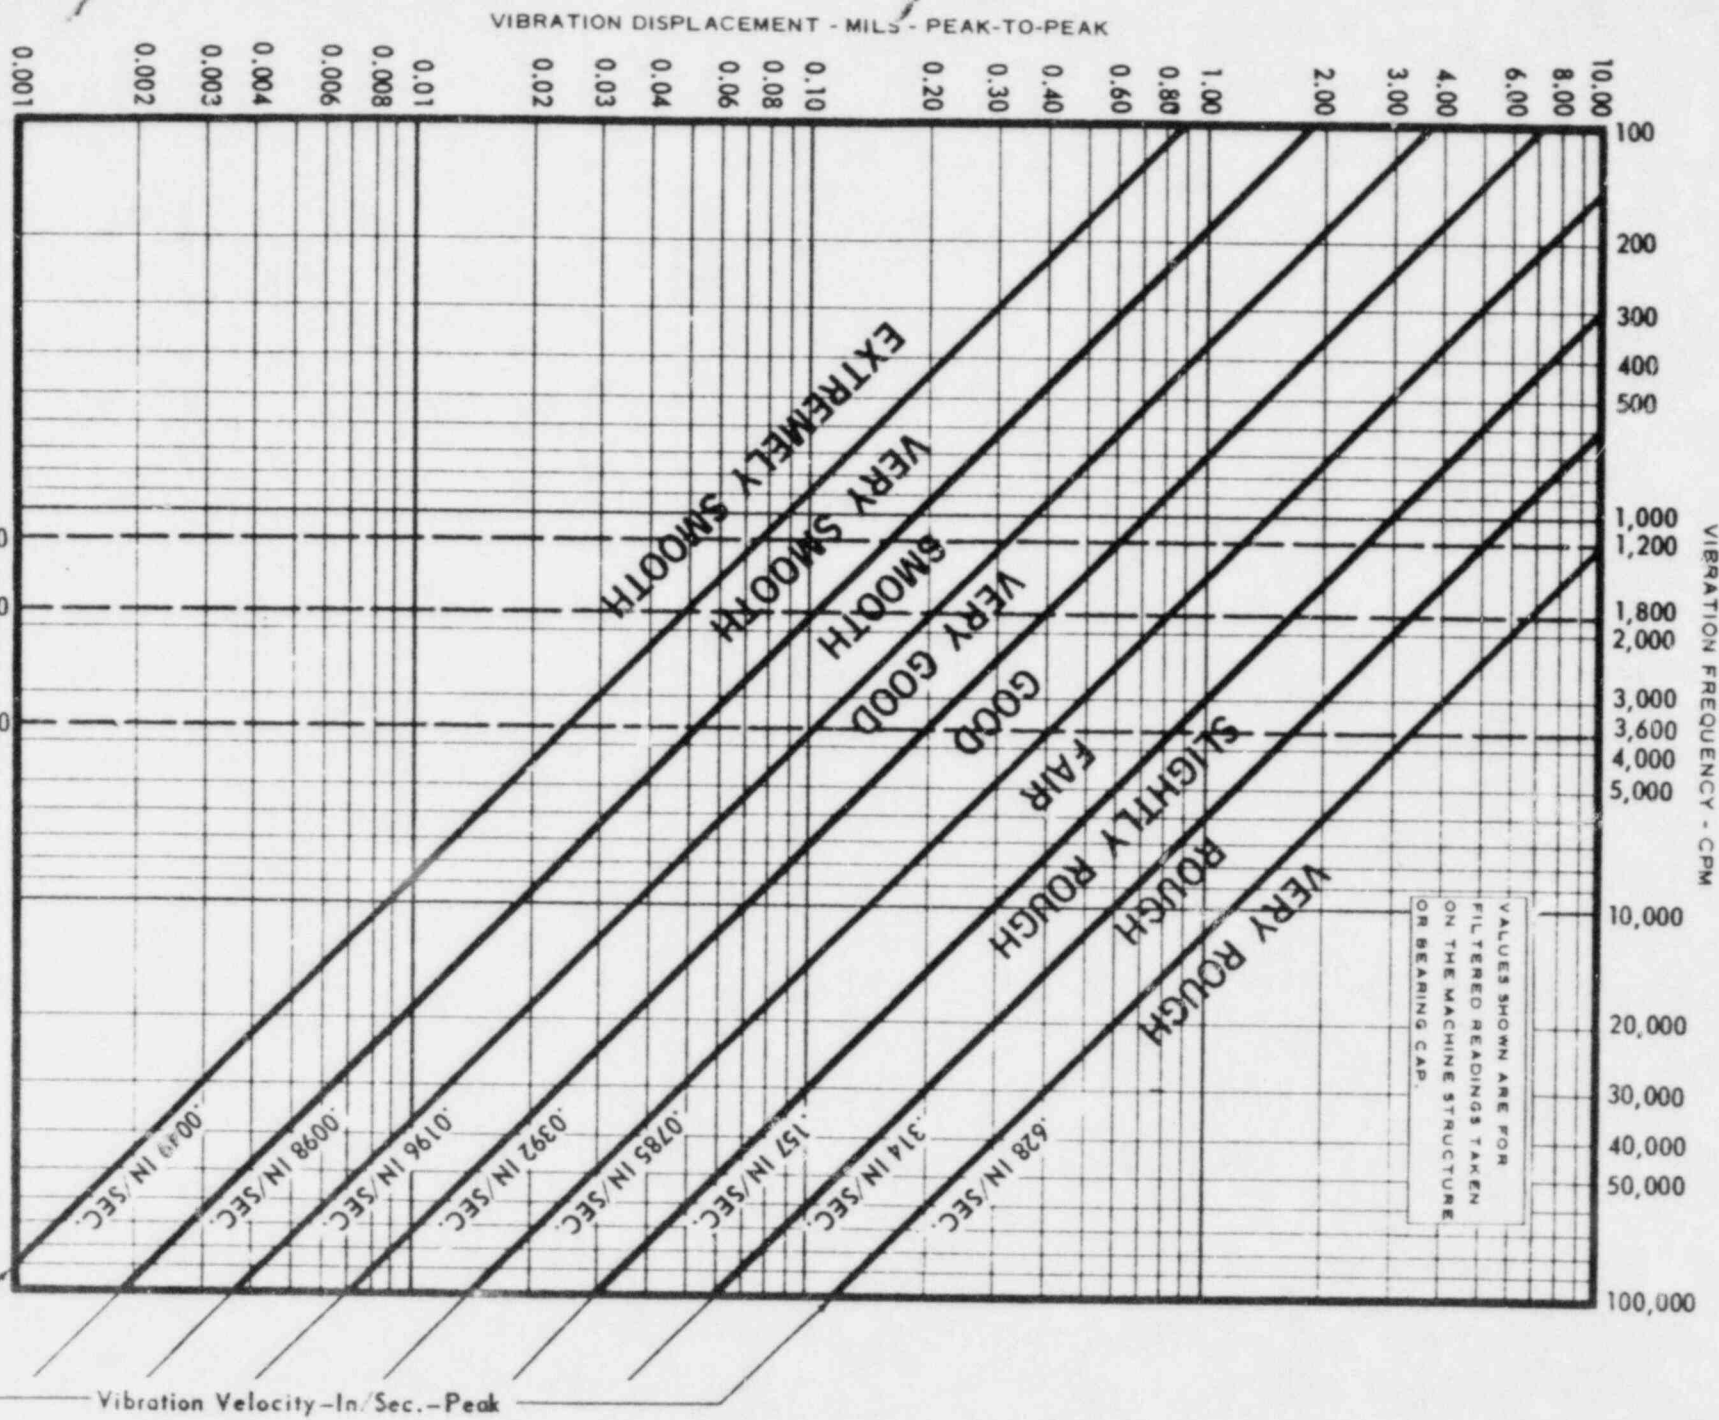 VIBRATION DISPLACEMENT - MILS - PEAK-TO-PEAK
0.001
0.002
0.003
0.004
0.006
0.008
0.01
0.02
0.03
0.04
0.06
0.08
0.10
0.20
0.30
0.40
0.60
0.80
1.00
2.00
3.00
4.00
6.00
8.00
10.00
100
200
300
400
500
1,000
1,200
1,800
2,000
3,000
3,600
4,000
5,000
10,000
20,000
30,000
40,000
50,000
100,000
VIBRATION FREQUENCY - CPM
0
0
0
EXTREMELY SMOOTH
VERY SMOOTH
SMOOTH
VERY GOOD
GOOD
FAIR
SLIGHTLY ROUGH
ROUGH
VERY ROUGH
VALUES SHOWN ARE FOR
FILTERED READINGS TAKEN
ON THE MACHINE STRUCTURE
OR BEARING CAP.
.0049 IN/SEC.
.0098 IN/SEC.
.0196 IN/SEC.
.0392 IN/SEC.
.0785 IN/SEC.
.157 IN/SEC.
.314 IN/SEC.
.628 IN/SEC.
Vibration Velocity-In/Sec.-Peak